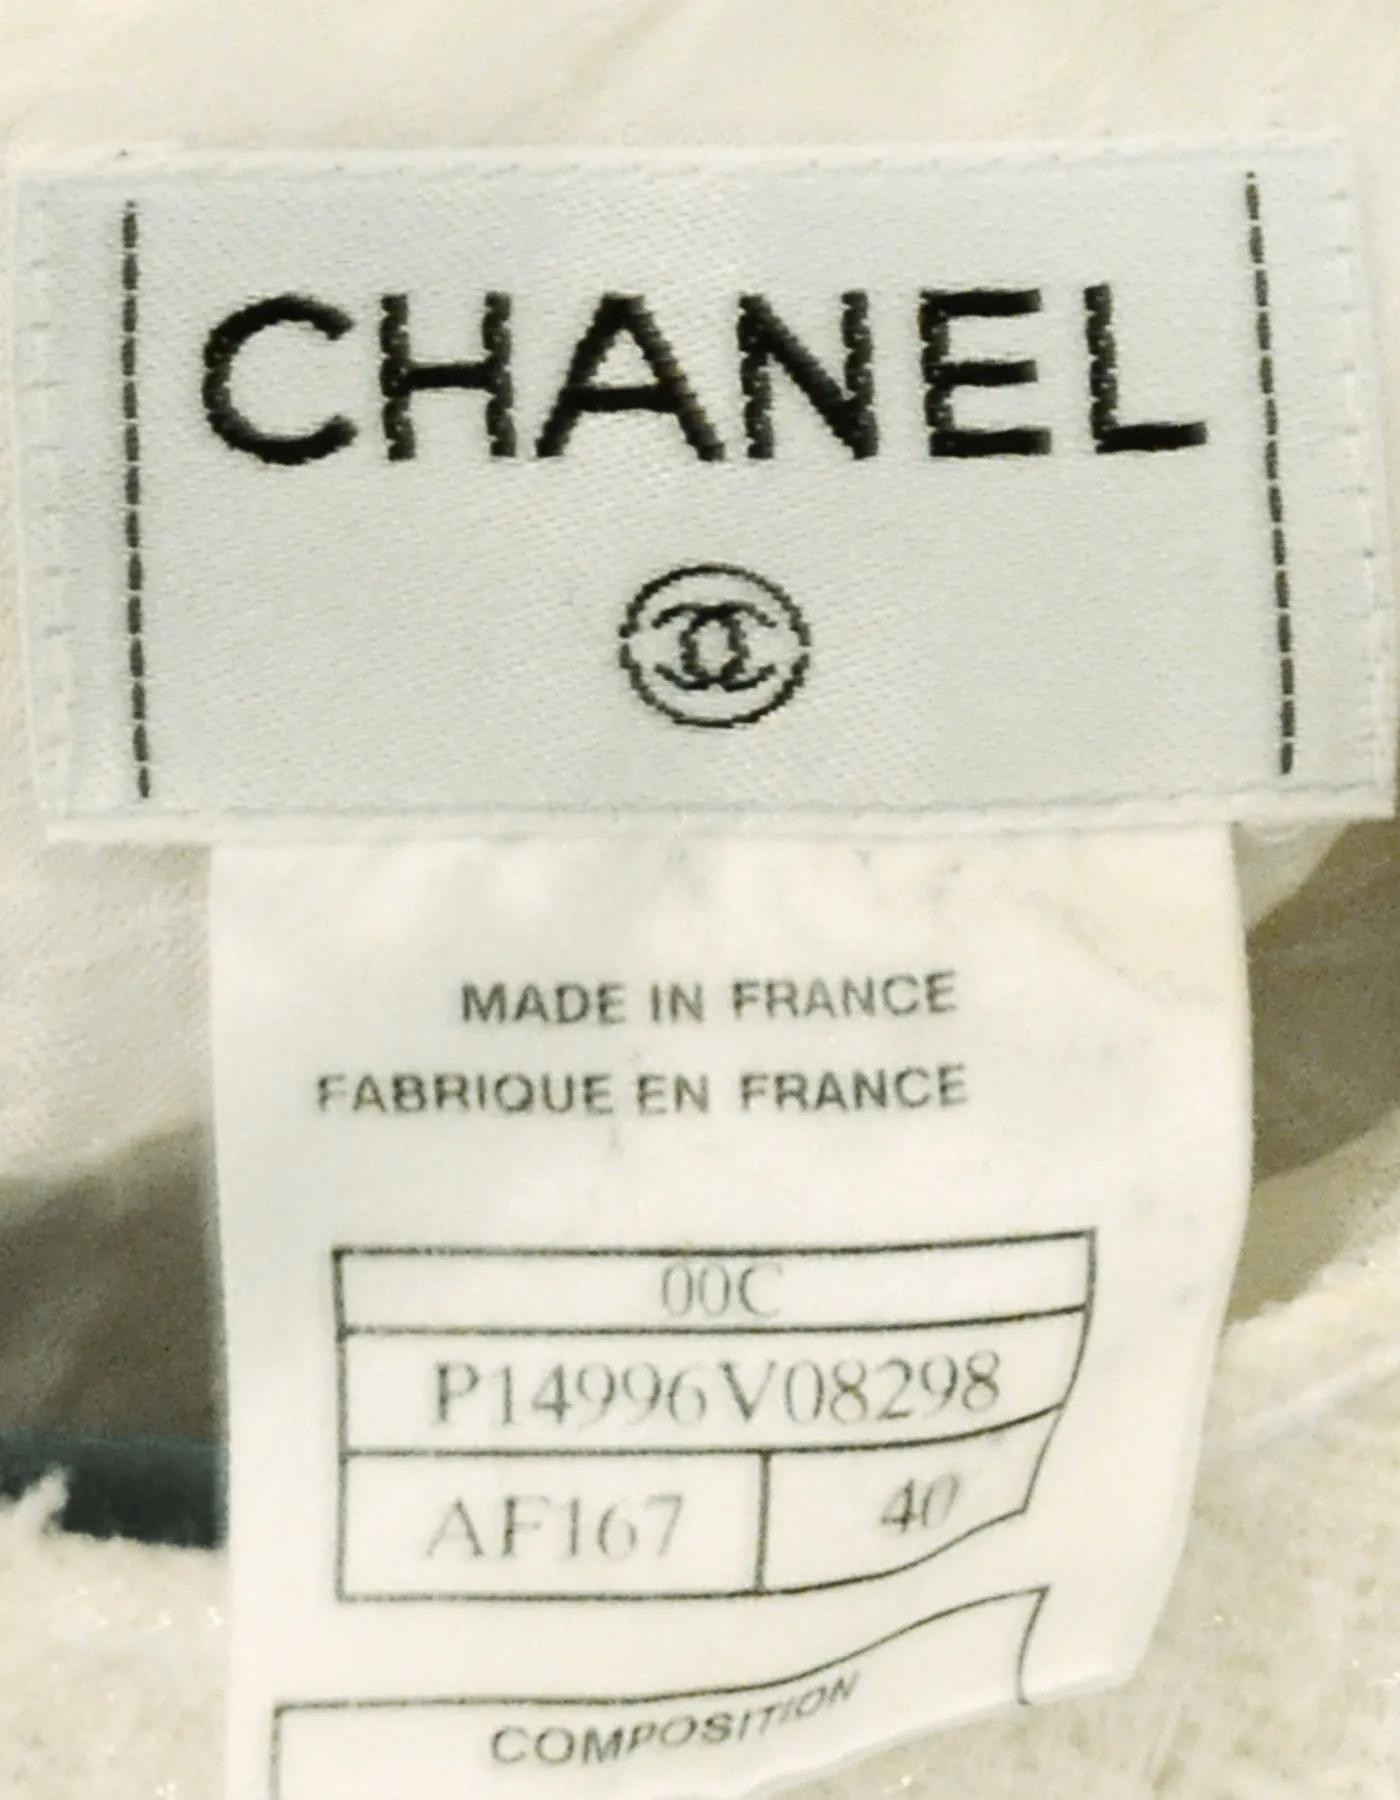 CHANEL
MADE IN FRANCE
FABRIQUE EN FRANCE
00C
P14996V08298
AF167 40
COMPOSITION